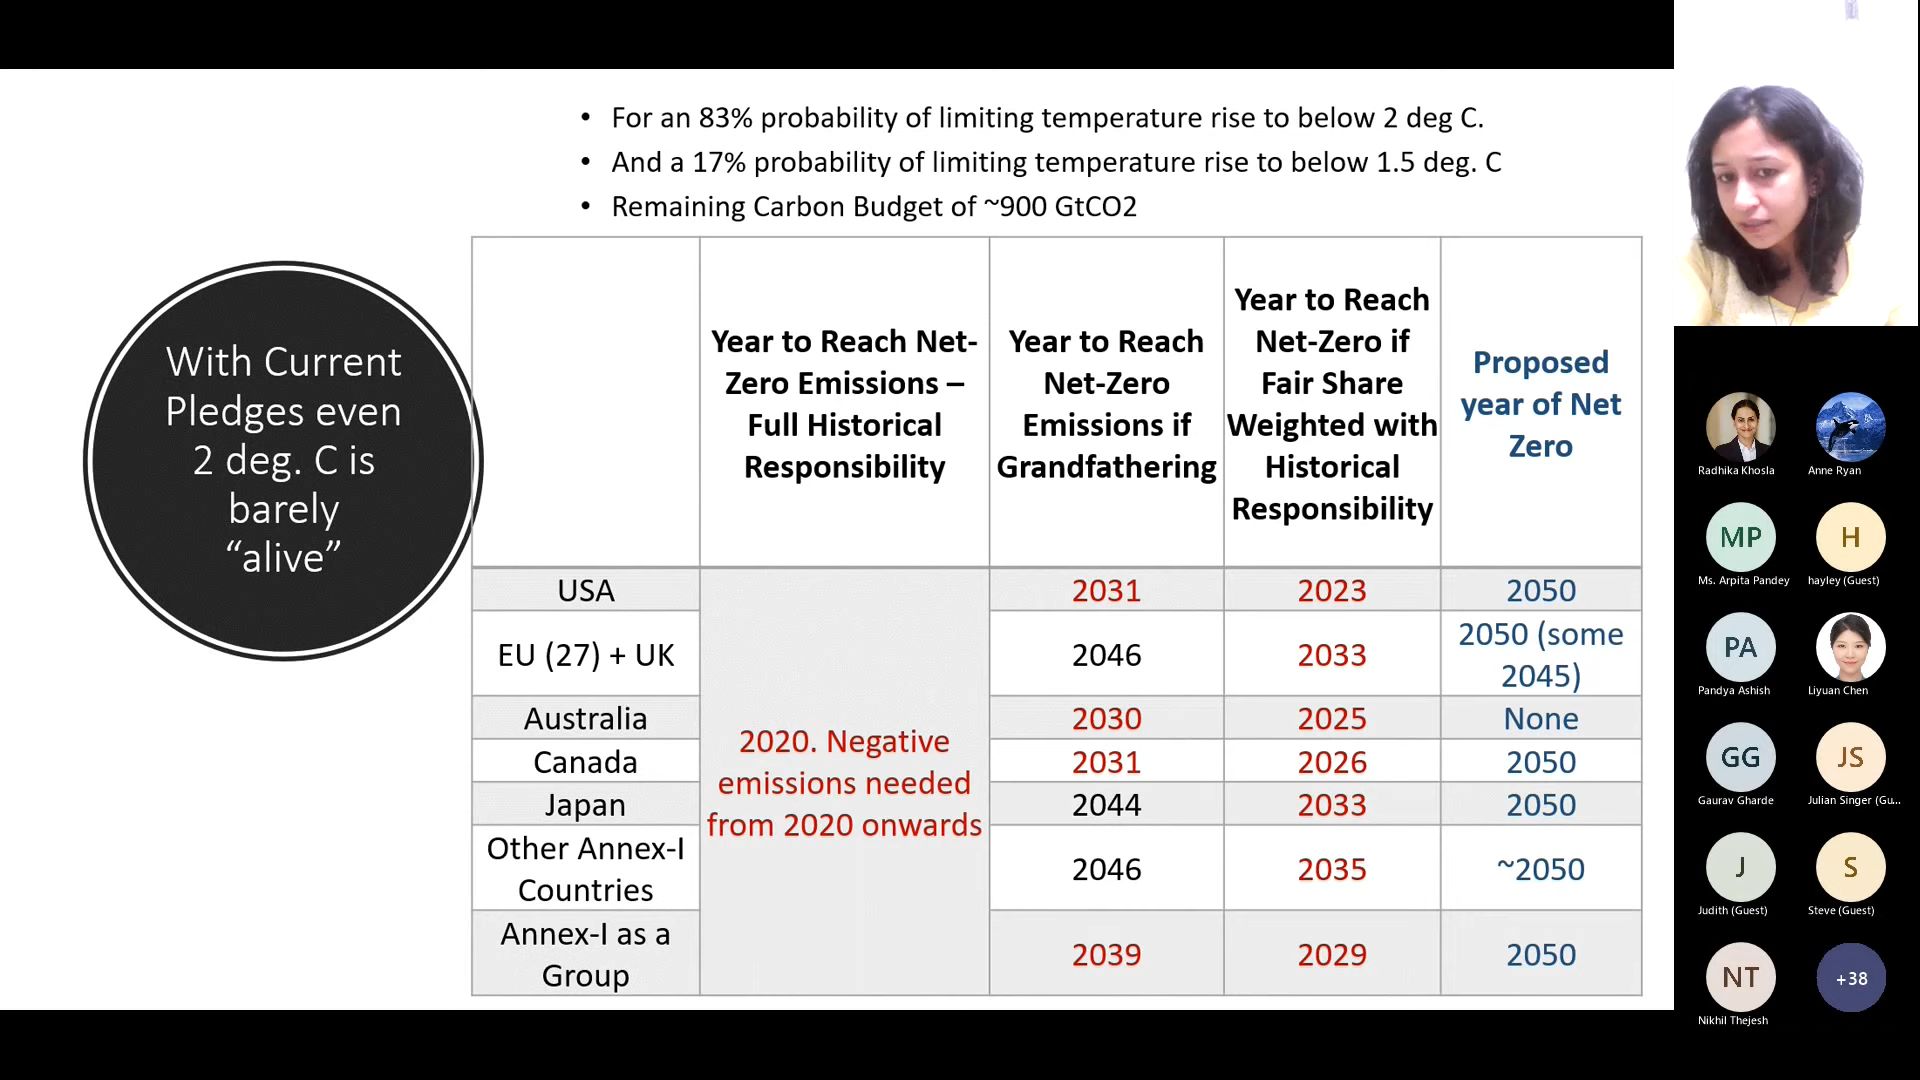 • For an 83% probability of limiting temperature rise to below 2 deg C.
• And a 17% probability of limiting temperature rise to below 1.5 deg. C
• Remaining Carbon Budget of ~900 GtCO2
With Current
Pledges even
2 deg. C is
barely
“alive”
Year to Reach Net-
Zero Emissions –
Full Historical
Responsibility
Year to Reach
Net-Zero
Emissions if
Grandfathering
Year to Reach
Net-Zero if
Fair Share
Weighted with
Historical
Responsibility
Proposed
year of Net
Zero
USA
2031
2023
2050
EU (27) + UK
2046
2033
2050 (some
2045)
Australia
2030
2025
None
2020. Negative
emissions needed
from 2020 onwards
Canada
2031
2026
2050
Japan
2044
2033
2050
Other Annex-I
Countries
2046
2035
~2050
Annex-I as a
Group
2039
2029
2050
Radhika Khosla
Anne Ryan
MP
Ms. Arpita Pandey
H
hayley (Guest)
PA
Pandya Ashish
Liyuan Chen
GG
Gaurav Gharde
JS
Julian Singer (Gu...
J
Judith (Guest)
S
Steve (Guest)
NT
Nikhil Thejesh
+38